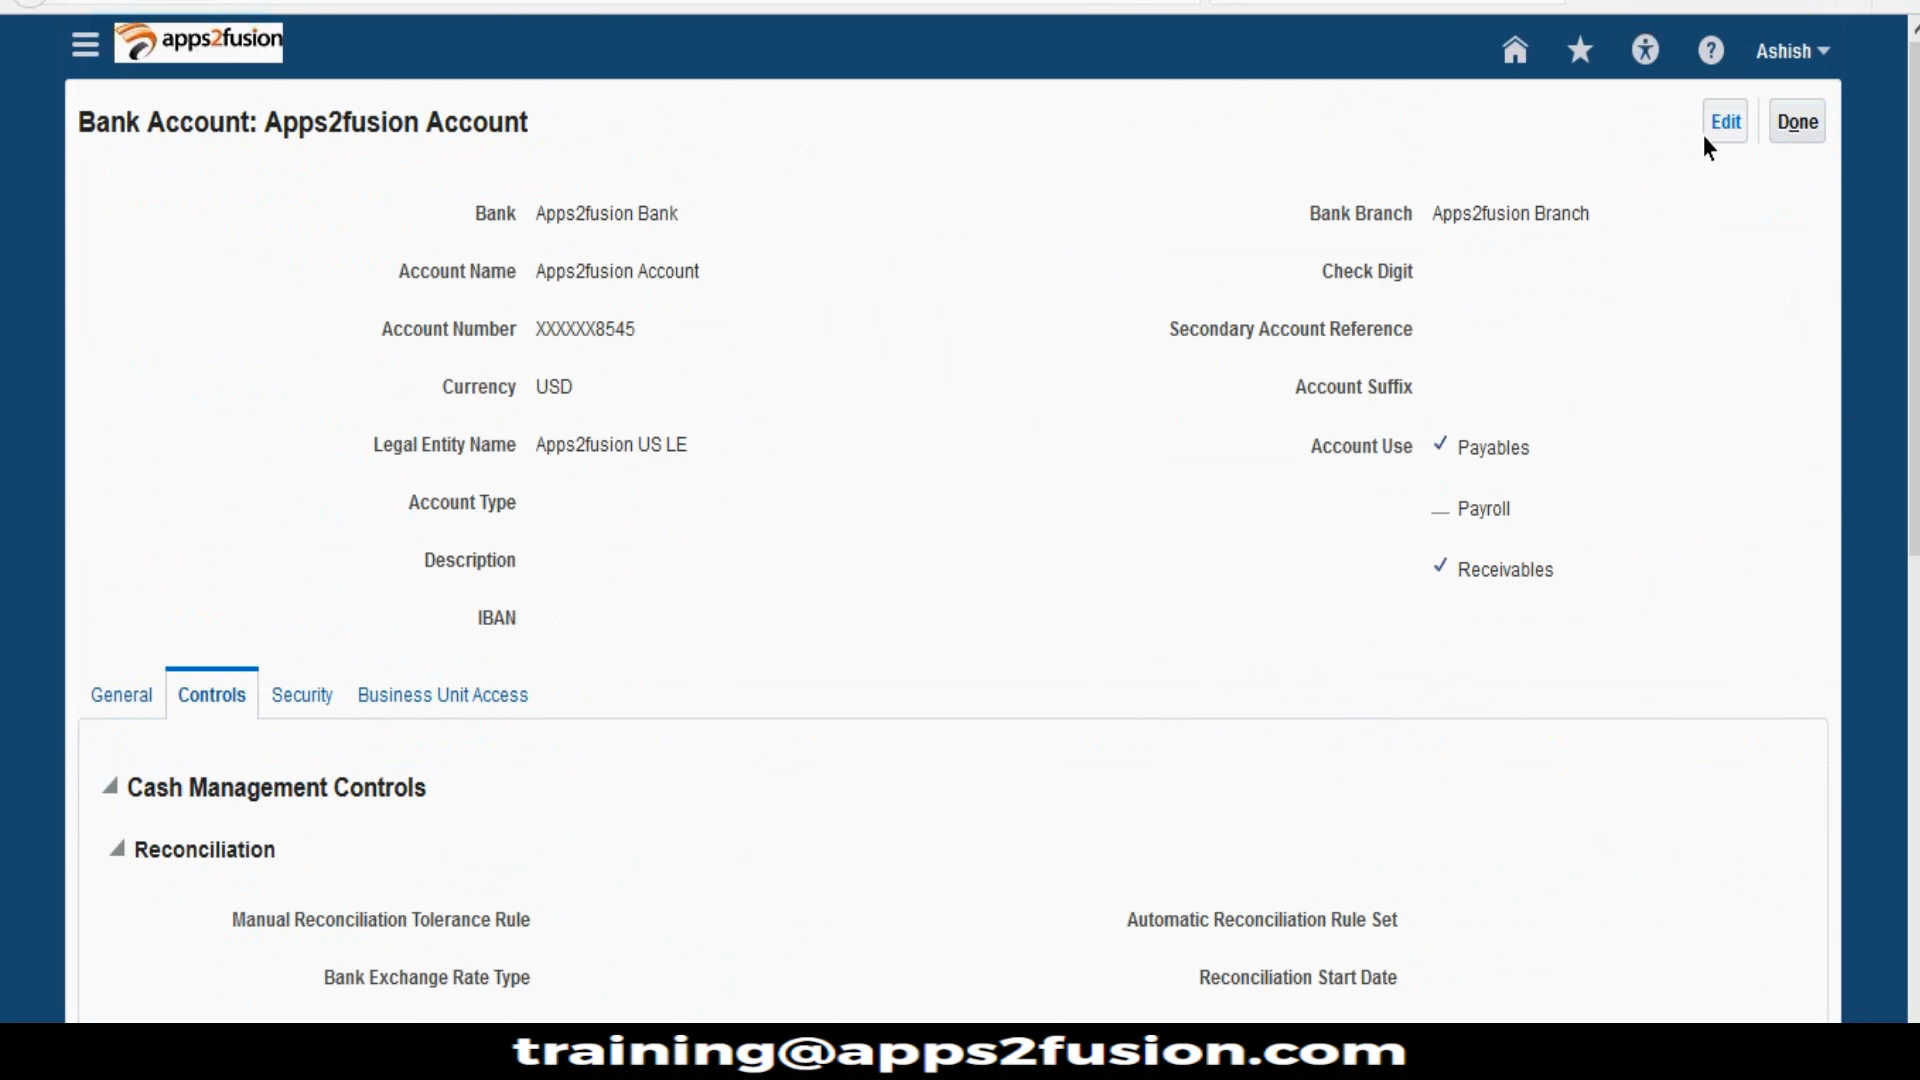 apps2fusion
Ashish
Bank Account: Apps2fusion Account
Edit
Done
Bank Apps2fusion Bank
Bank Branch Apps2fusion Branch
Account Name Apps2fusion Account
Check Digit
Account Number XXXXXX8545
Secondary Account Reference
Currency USD
Account Suffix
Legal Entity Name Apps2fusion US LE
Account Use Payables
Account Type
Payroll
Description
Receivables
IBAN
General Controls Security Business Unit Access
Cash Management Controls
Reconciliation
Manual Reconciliation Tolerance Rule
Automatic Reconciliation Rule Set
Bank Exchange Rate Type
Reconciliation Start Date
training@apps2fusion.com